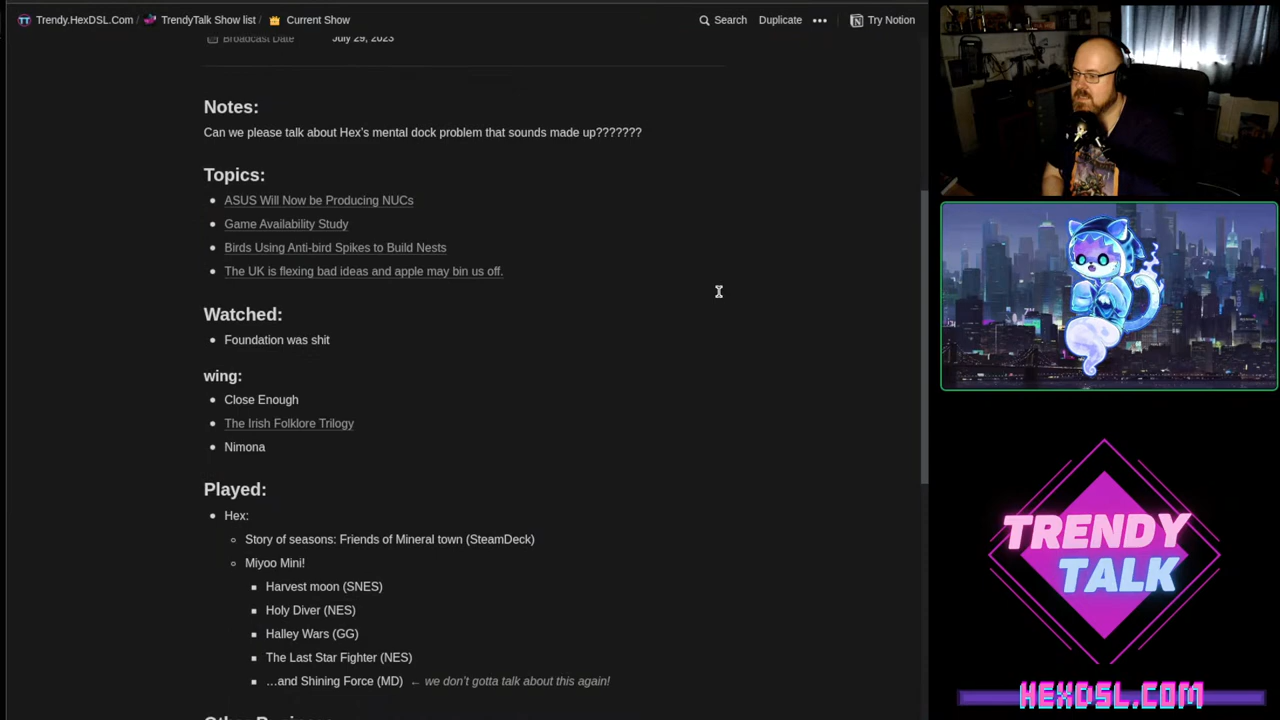 Trendy.HexDSL.Com / TrendyTalk Show list / Current Show
Search Duplicate ••• Try Notion
Broadcast Date July 29, 2023
Notes:
Can we please talk about Hex's mental dock problem that sounds made up???????
Topics:
ASUS Will Now be Producing NUCs
Game Availability Study
Birds Using Anti-bird Spikes to Build Nests
The UK is flexing bad ideas and apple may bin us off.
Watched:
Foundation was shit
wing:
Close Enough
The Irish Folklore Trilogy
Nimona
Played:
Hex:
Story of seasons: Friends of Mineral town (SteamDeck)
Miyoo Mini!
Harvest moon (SNES)
Holy Diver (NES)
Halley Wars (GG)
The Last Star Fighter (NES)
…and Shining Force (MD) ← we don't gotta talk about this again!
Other Business
TRENDY
TALK
HEXDSL.COM